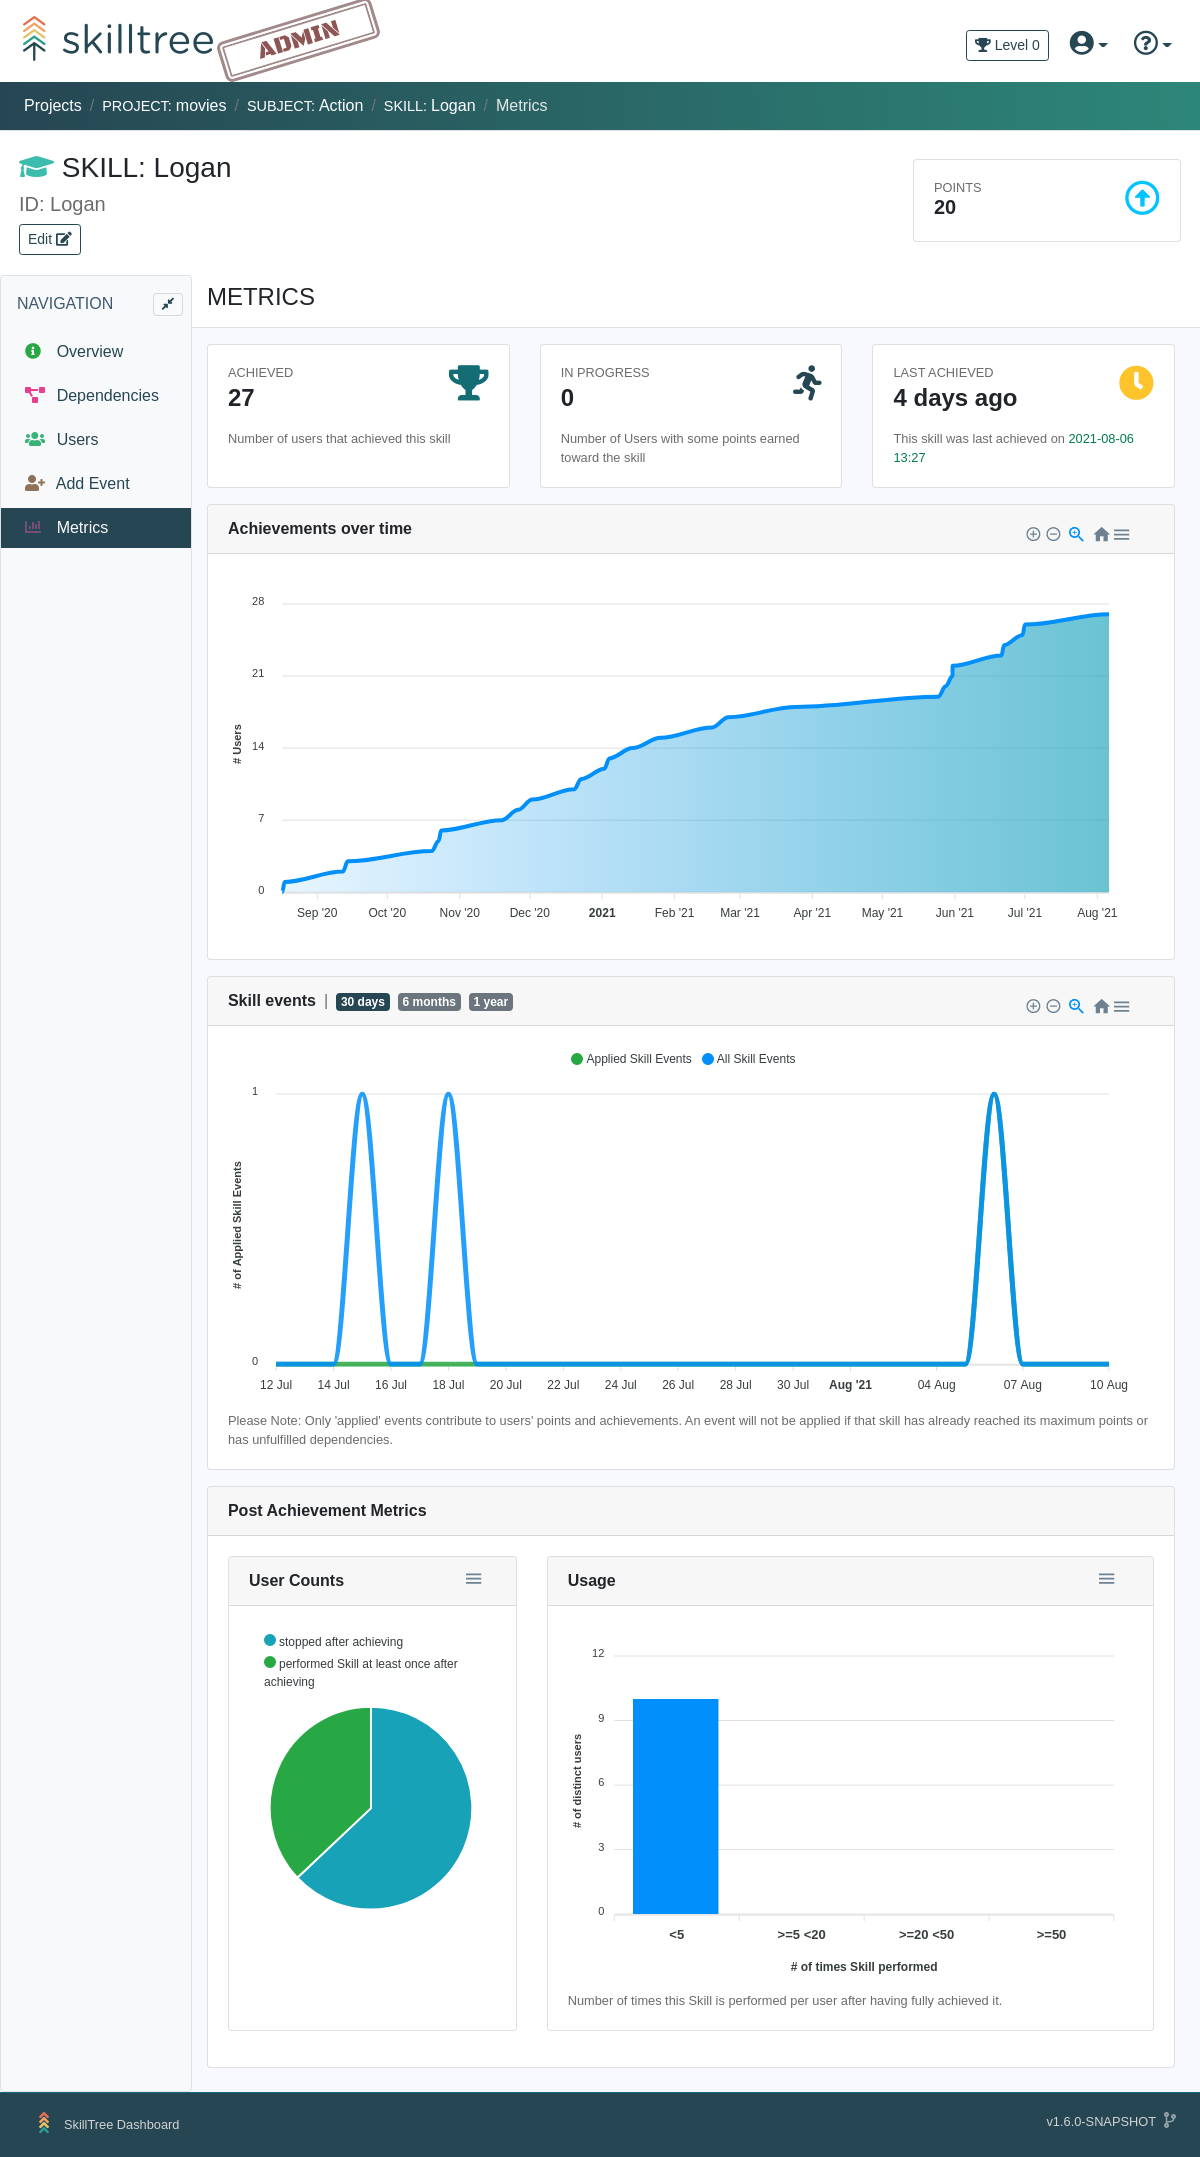 skilltree
ADMIN
Level 0
Projects / PROJECT: movies / SUBJECT: Action / SKILL: Logan / Metrics
SKILL: Logan
ID: Logan
Edit
POINTS
20
NAVIGATION
Overview
Dependencies
Users
Add Event
Metrics
METRICS
ACHIEVED
27
Number of users that achieved this skill
IN PROGRESS
0
Number of Users with some points earned
toward the skill
LAST ACHIEVED
4 days ago
This skill was last achieved on 2021-08-06
13:27
Achievements over time
28
21
14
7
0
# Users
Sep '20 Oct '20 Nov '20 Dec '20 2021 Feb '21 Mar '21 Apr '21 May '21 Jun '21 Jul '21 Aug '21
Skill events | 30 days 6 months 1 year
Applied Skill Events All Skill Events
1
0
# of Applied Skill Events
12 Jul 14 Jul 16 Jul 18 Jul 20 Jul 22 Jul 24 Jul 26 Jul 28 Jul 30 Jul Aug '21 04 Aug 07 Aug 10 Aug
Please Note: Only 'applied' events contribute to users' points and achievements. An event will not be applied if that skill has already reached its maximum points or
has unfulfilled dependencies.
Post Achievement Metrics
User Counts
stopped after achieving
performed Skill at least once after
achieving
Usage
12
9
6
3
0
# of distinct users
<5 >=5 <20 >=20 <50 >=50
# of times Skill performed
Number of times this Skill is performed per user after having fully achieved it.
SkillTree Dashboard
v1.6.0-SNAPSHOT